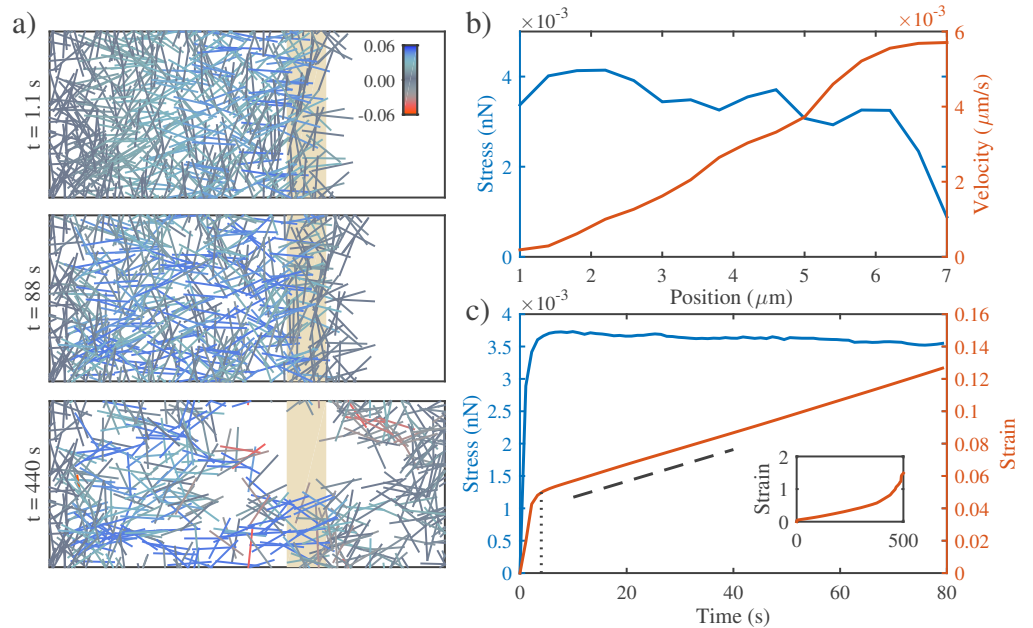 a)
t = 1.1 s
0.06
0.00
-0.06
t = 88 s
t = 440 s
b)
×10⁻³
×10⁻³
Stress (nN)
4
2
0
Velocity (μm/s)
6
4
2
0
1 2 3 4 5 6 7
Position (μm)
c)
×10⁻³
Stress (nN)
4
3.5
3
2.5
2
1.5
1
0.5
0
Strain
0.16
0.14
0.12
0.10
0.08
0.06
0.04
0.02
0
Strain
2
1
0
0 500
0 20 40 60 80
Time (s)